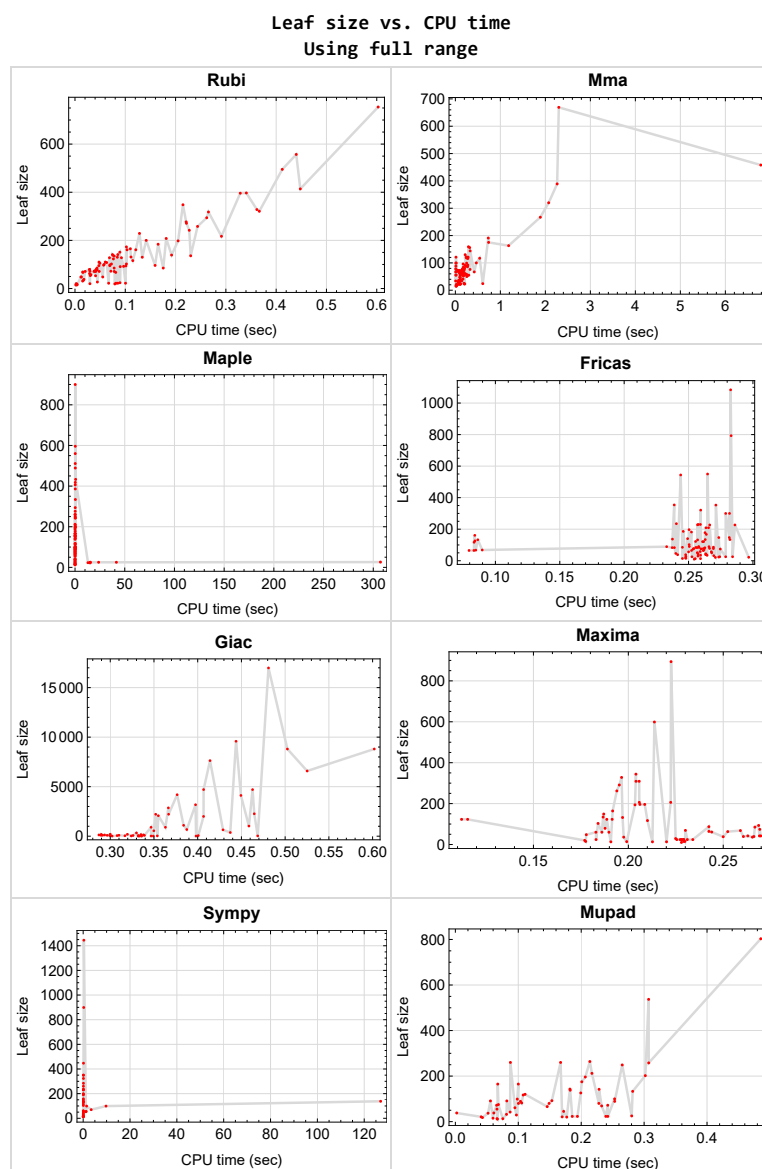 Leaf size vs. CPU time
Using full range
Rubi
Leaf size
600
400
200
0
0.0 0.1 0.2 0.3 0.4 0.5 0.6
CPU time (sec)
Mma
Leaf size
700
600
500
400
300
200
100
0
0 1 2 3 4 5 6
CPU time (sec)
Maple
Leaf size
800
600
400
200
0
0 50 100 150 200 250 300
CPU time (sec)
Fricas
Leaf size
1000
800
600
400
200
0
0.10 0.15 0.20 0.25 0.30
CPU time (sec)
Giac
Leaf size
15000
10000
5000
0
0.30 0.35 0.40 0.45 0.50 0.55 0.60
CPU time (sec)
Maxima
Leaf size
800
600
400
200
0
0.15 0.20 0.25
CPU time (sec)
Sympy
Leaf size
1400
1200
1000
800
600
400
200
0
0 20 40 60 80 100 120
CPU time (sec)
Mupad
Leaf size
800
600
400
200
0
0.0 0.1 0.2 0.3 0.4
CPU time (sec)